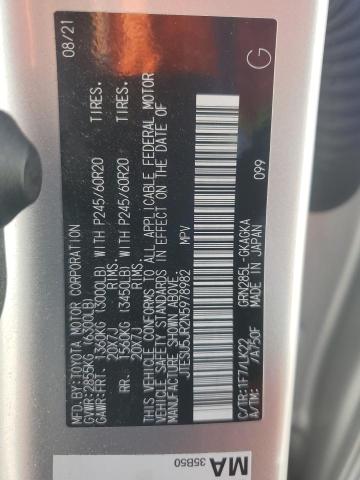 MFD.BY:TOYOTA MOTOR CORPORATION 08/21
GVWR:2855KG (6300LB)
GAWR:FRT. 1360KG (3000LB) WITH P245/60R20 TIRES.
20X7J RIMS.
RR. 1560KG (3450LB) WITH P245/60R20 TIRES.
20X7J RIMS.
THIS VEHICLE CONFORMS TO ALL APPLICABLE FEDERAL MOTOR
VEHICLE SAFETY STANDARDS IN EFFECT ON THE DATE OF
MANUFACTURE SHOWN ABOVE.
JTESU5JR2N5978982 MPV
099
G
C/TR:1F7/LK22 GRN285L-GKAGKA
A/TM: /A750F MADE IN JAPAN
MA 35B50